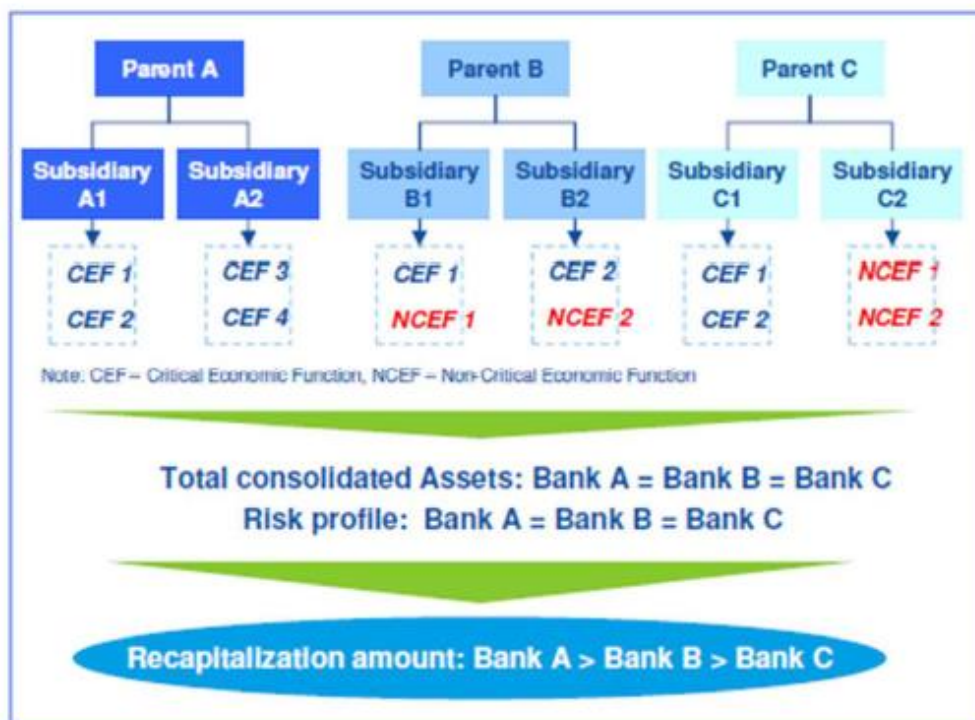 Parent A
Parent B
Parent C
Subsidiary
A1
Subsidiary
A2
Subsidiary
B1
Subsidiary
B2
Subsidiary
C1
Subsidiary
C2
CEF 1
CEF 2
CEF 3
CEF 4
CEF 1
NCEF 1
CEF 2
NCEF 2
CEF 1
CEF 2
NCEF 1
NCEF 2
Note: CEF – Critical Economic Function, NCEF – Non-Critical Economic Function
Total consolidated Assets: Bank A = Bank B = Bank C
Risk profile: Bank A = Bank B = Bank C
Recapitalization amount: Bank A > Bank B > Bank C